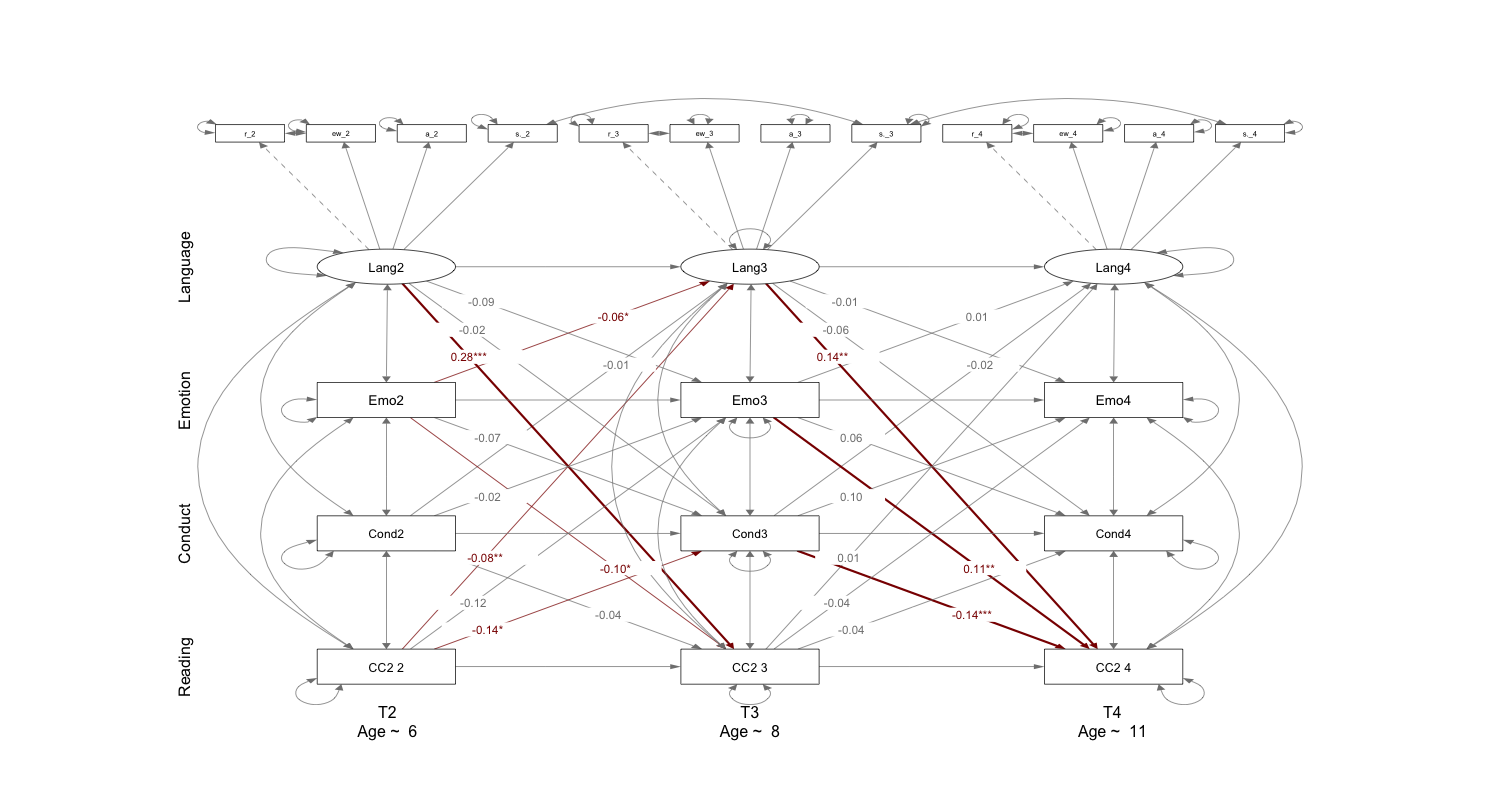 r_2 ew_2 a_2 s._2 r_3 ew_3 a_3 s._3 r_4 ew_4 a_4 s._4
Language
Lang2 Lang3 Lang4
-0.09 -0.01
-0.06* 0.01
-0.02 -0.06
0.28*** 0.14**
-0.01 -0.02
Emotion
Emo2 Emo3 Emo4
-0.07 0.06
-0.02 0.10
Conduct
Cond2 Cond3 Cond4
-0.08** 0.01
-0.10* 0.11**
-0.12 -0.04
-0.04 -0.14***
-0.14* -0.04
Reading
CC2 2 CC2 3 CC2 4
T2 T3 T4
Age ~ 6 Age ~ 8 Age ~ 11